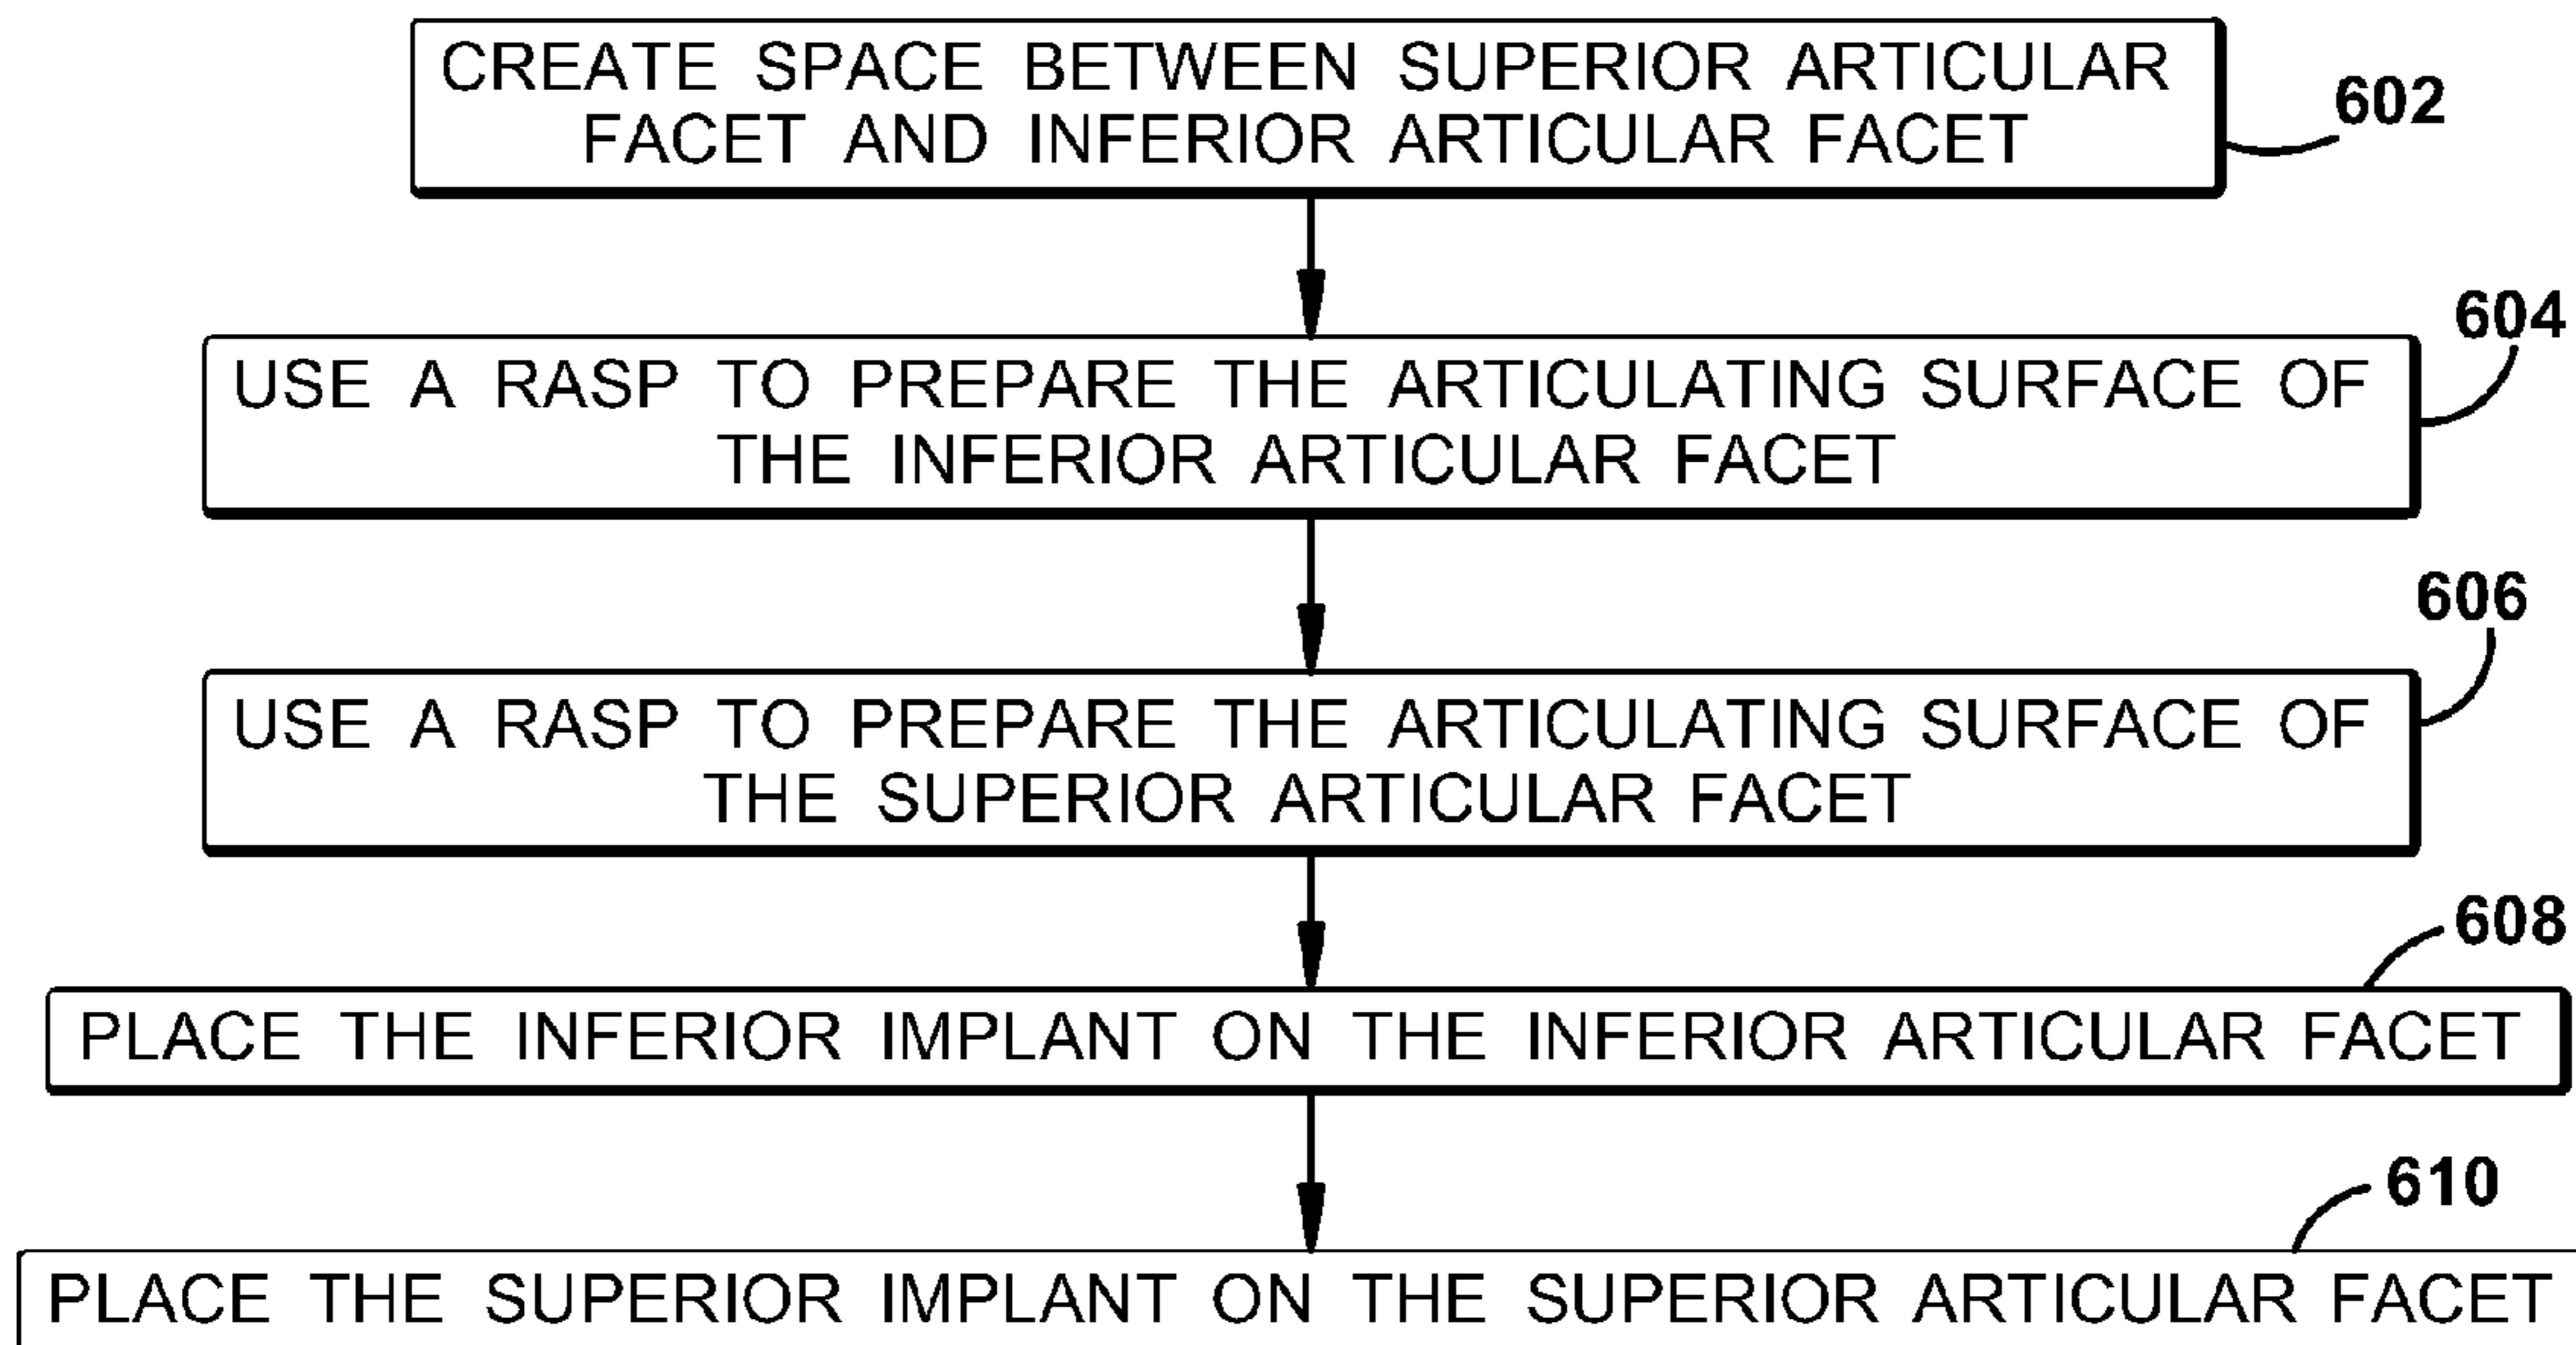 CREATE SPACE BETWEEN SUPERIOR ARTICULAR
FACET AND INFERIOR ARTICULAR FACET
602
604
USE A RASP TO PREPARE THE ARTICULATING SURFACE OF
THE INFERIOR ARTICULAR FACET
606
USE A RASP TO PREPARE THE ARTICULATING SURFACE OF
THE SUPERIOR ARTICULAR FACET
608
PLACE THE INFERIOR IMPLANT ON THE INFERIOR ARTICULAR FACET
610
PLACE THE SUPERIOR IMPLANT ON THE SUPERIOR ARTICULAR FACET